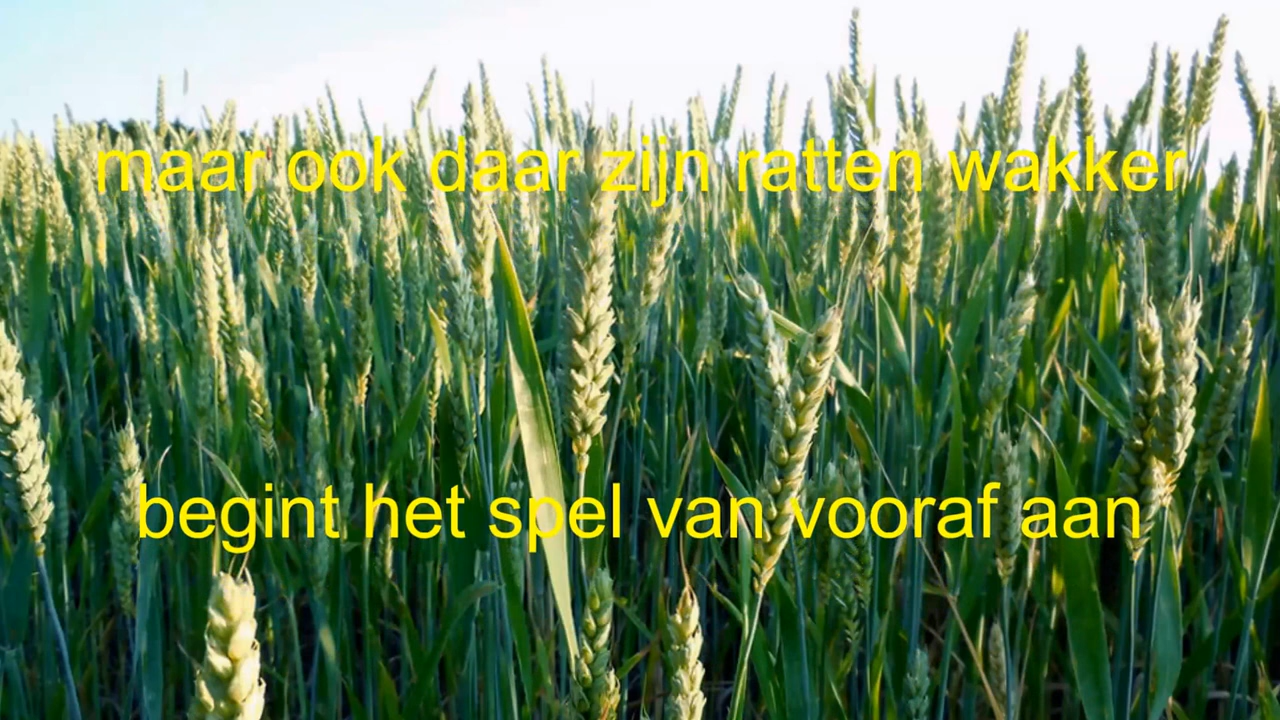 maar ook daar zijn ratten wakker
begint het spel van vooraf aan